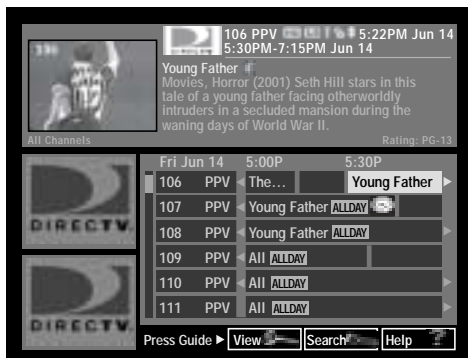 106 PPV 5:22PM Jun 14
5:30PM-7:15PM Jun 14
Young Father
Movies, Horror (2001) Seth Hill stars in this
tale of a young father facing otherworldly
intruders in a secluded mansion during the
waning days of World War II.
All Channels
Rating: PG-13
Fri Jun 14 5:00P 5:30P
106 PPV The... Young Father
107 PPV Young Father ALLDAY
108 PPV Young Father ALLDAY
109 PPV All ALLDAY
110 PPV All ALLDAY
111 PPV All ALLDAY
DIRECTV
DIRECTV.
DIRECTV.
Press Guide View Search Help ?